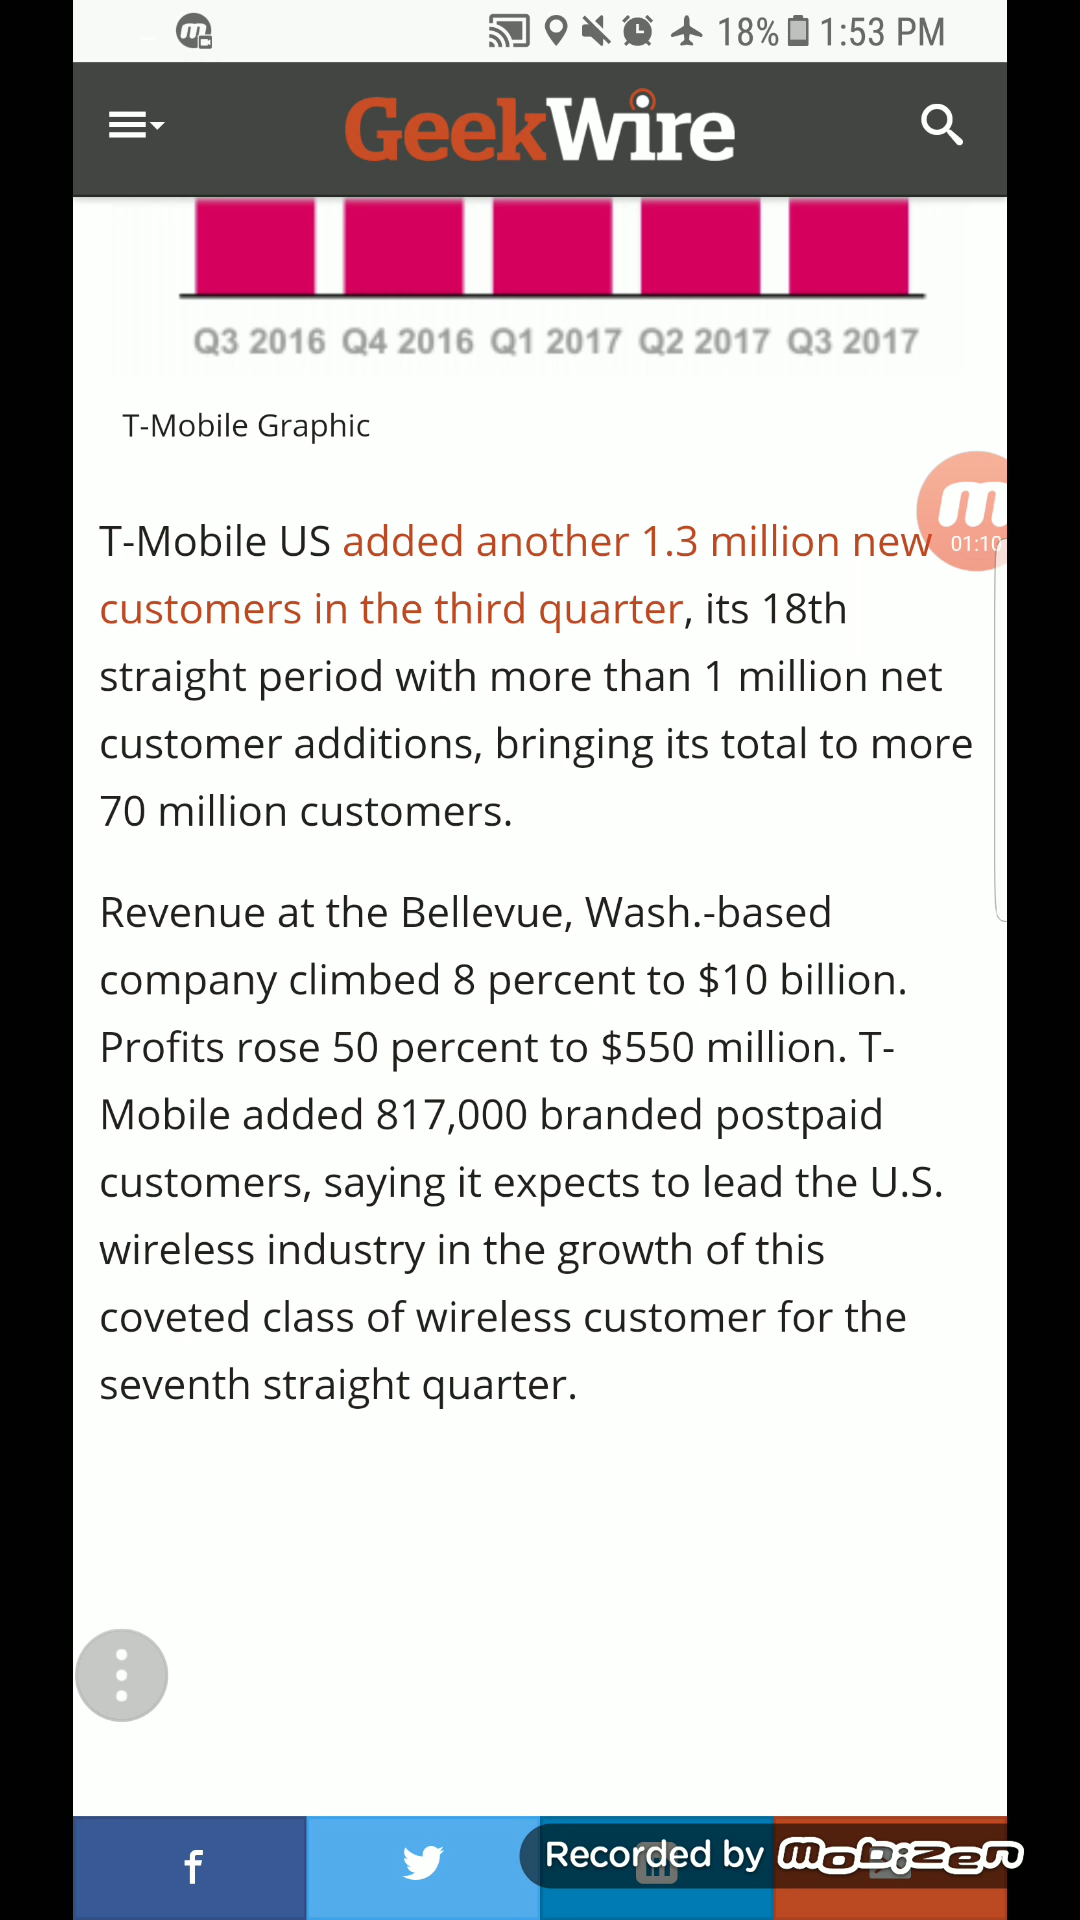 18% 1:53 PM
GeekWire
Q3 2016 Q4 2016 Q1 2017 Q2 2017 Q3 2017
T-Mobile Graphic
T-Mobile US added another 1.3 million new
m
01:10
customers in the third quarter, its 18th
straight period with more than 1 million net
customer additions, bringing its total to more
70 million customers.
Revenue at the Bellevue, Wash.-based
company climbed 8 percent to $10 billion.
Profits rose 50 percent to $550 million. T-
Mobile added 817,000 branded postpaid
customers, saying it expects to lead the U.S.
wireless industry in the growth of this
coveted class of wireless customer for the
seventh straight quarter.
f
in
Recorded by mobizen